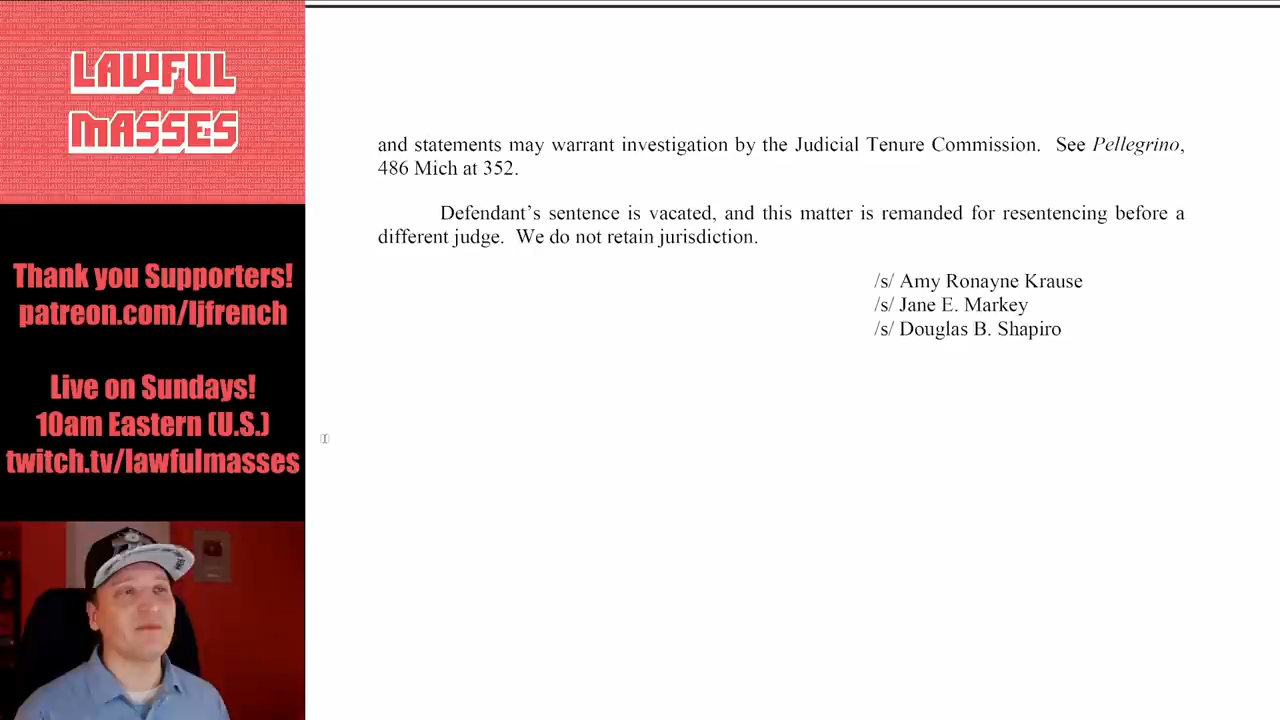 LAWFUL
MASSES
Thank you Supporters!
patreon.com/ljfrench
Live on Sundays!
10am Eastern (U.S.)
twitch.tv/lawfulmasses
and statements may warrant investigation by the Judicial Tenure Commission. See Pellegrino,
486 Mich at 352.
Defendant's sentence is vacated, and this matter is remanded for resentencing before a
different judge. We do not retain jurisdiction.
/s/ Amy Ronayne Krause
/s/ Jane E. Markey
/s/ Douglas B. Shapiro